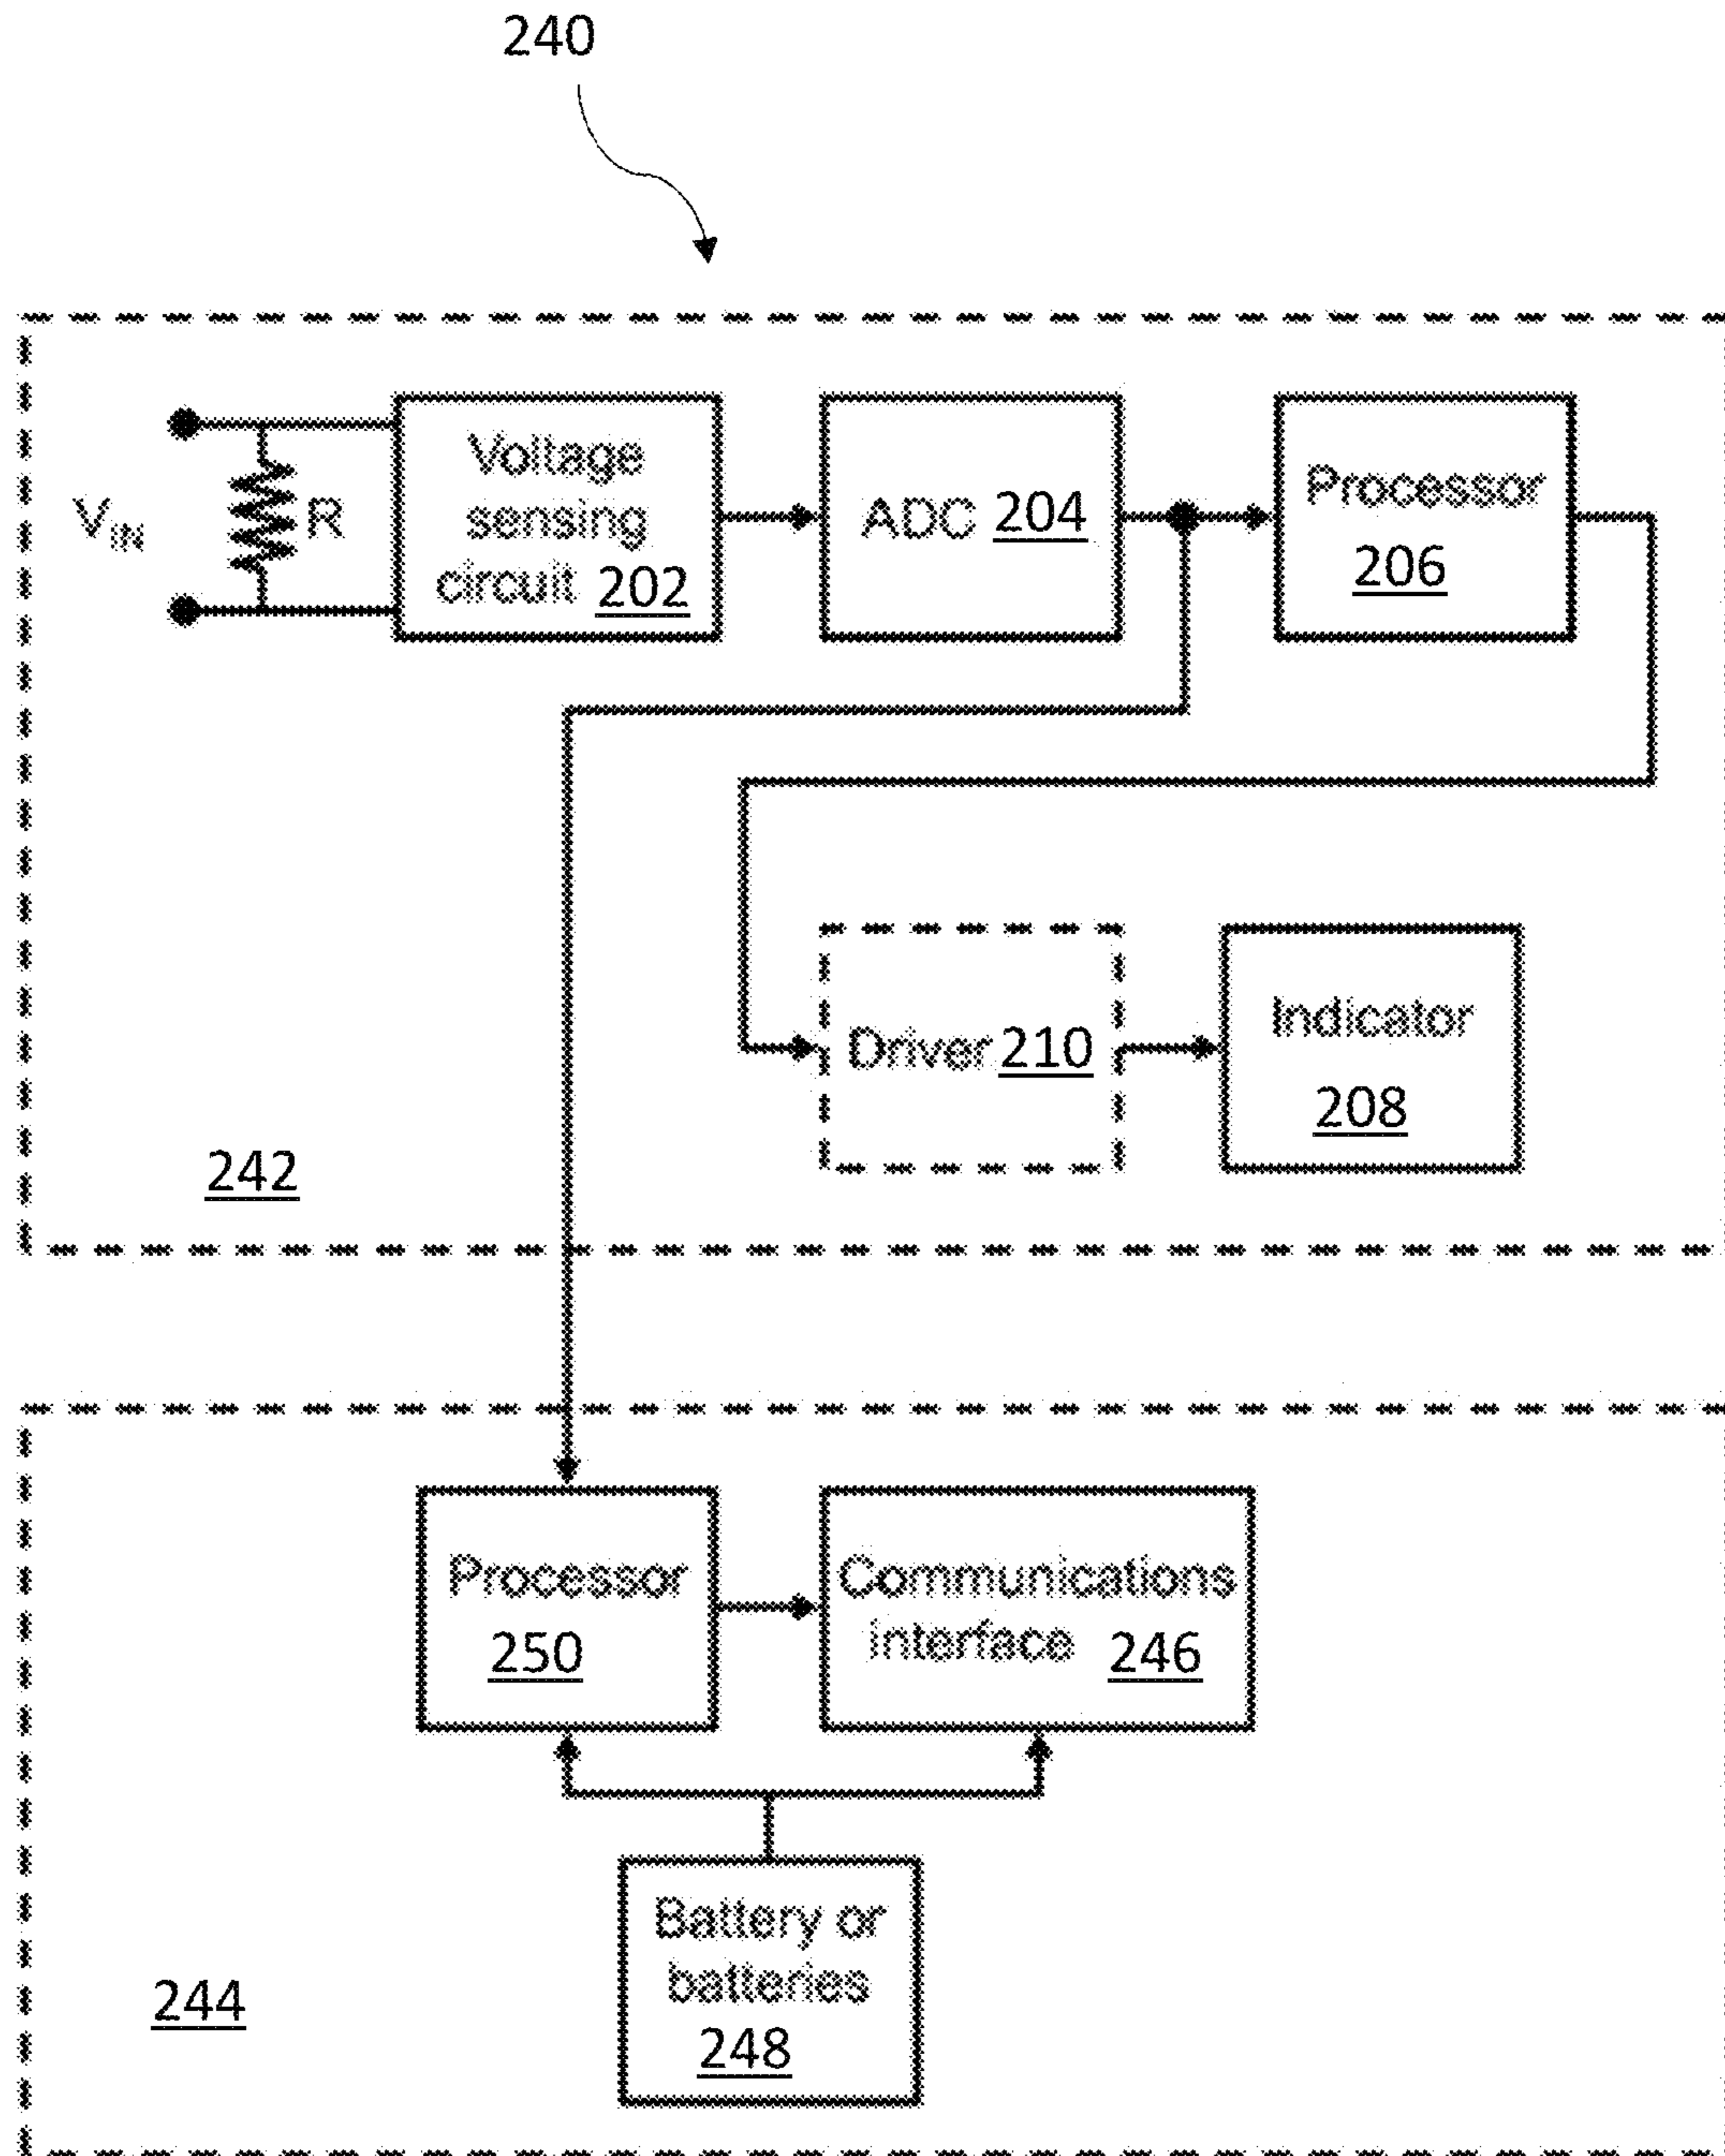 240
V_IN
R
Voltage
sensing
circuit 202
ADC 204
Processor
206
Driver 210
Indicator
208
242
Processor
250
Communications
interface 246
Battery or
batteries
248
244